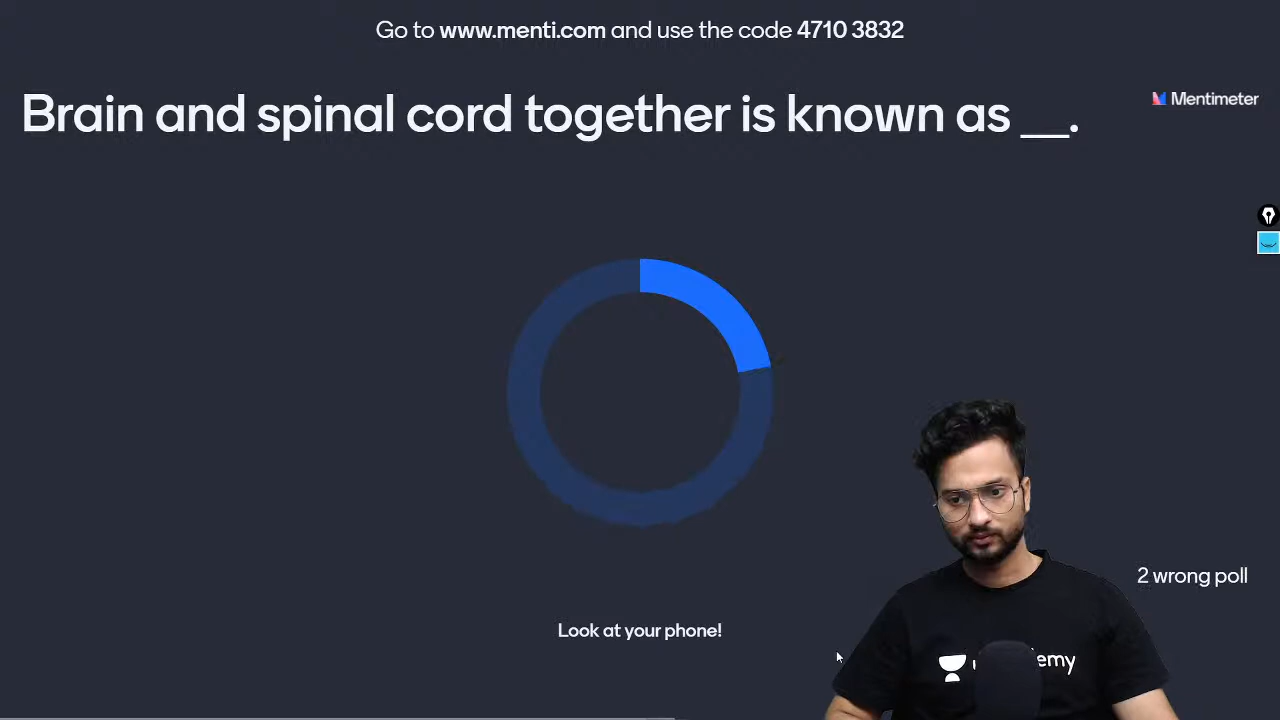 Go to www.menti.com and use the code 4710 3832
Brain and spinal cord together is known as __.
Mentimeter
2 wrong poll
Look at your phone!